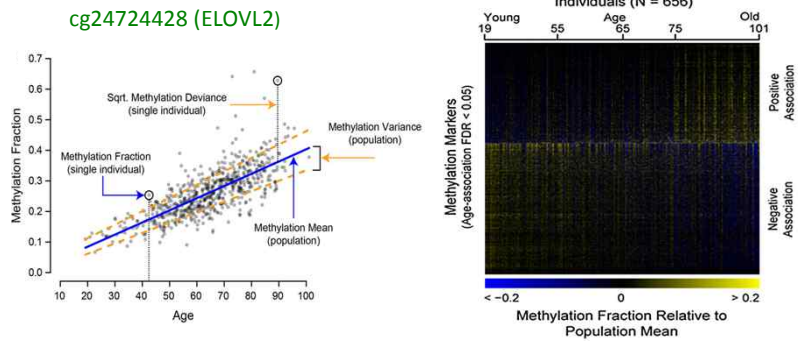 cg24724428 (ELOVL2)
0.7
0.6
0.5
0.4
0.3
0.2
0.1
0.0
Methylation Fraction
Sqrt. Methylation Deviance
(single individual)
Methylation Fraction
(single individual)
Methylation Variance
(population)
Methylation Mean
(population)
10 20 30 40 50 60 70 80 90 100
Age
Individuals (N = 656)
Young Age Old
19 55 65 75 101
Methylation Markers
(Age-association FDR < 0.05)
Positive
Association
Negative
Association
< −0.2 0 > 0.2
Methylation Fraction Relative to
Population Mean